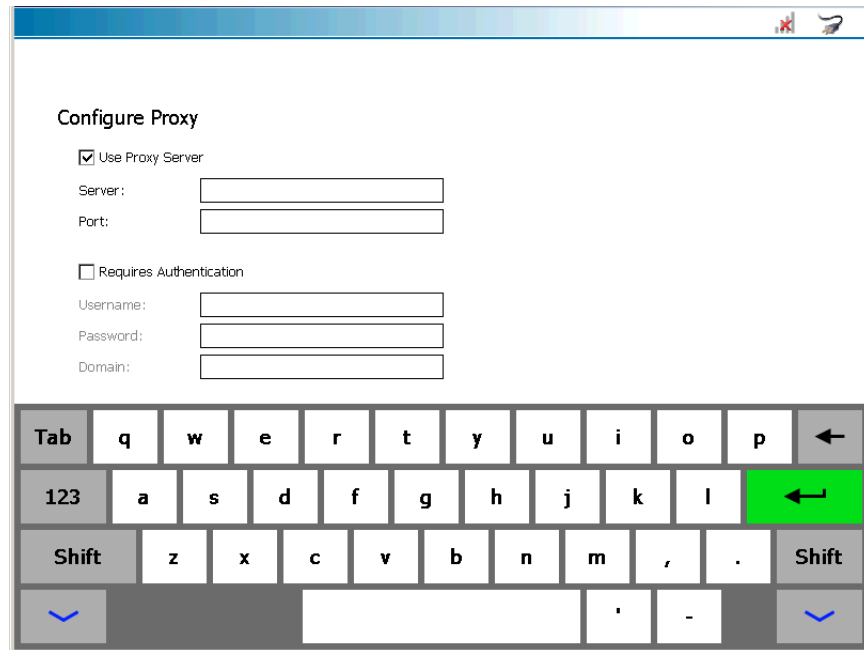 Configure Proxy
Use Proxy Server
Server:
Port:
Requires Authentication
Username:
Password:
Domain:
Tab q w e r t y u i o p
123 a s d f g h j k l
Shift z x c v b n m , . Shift
' -